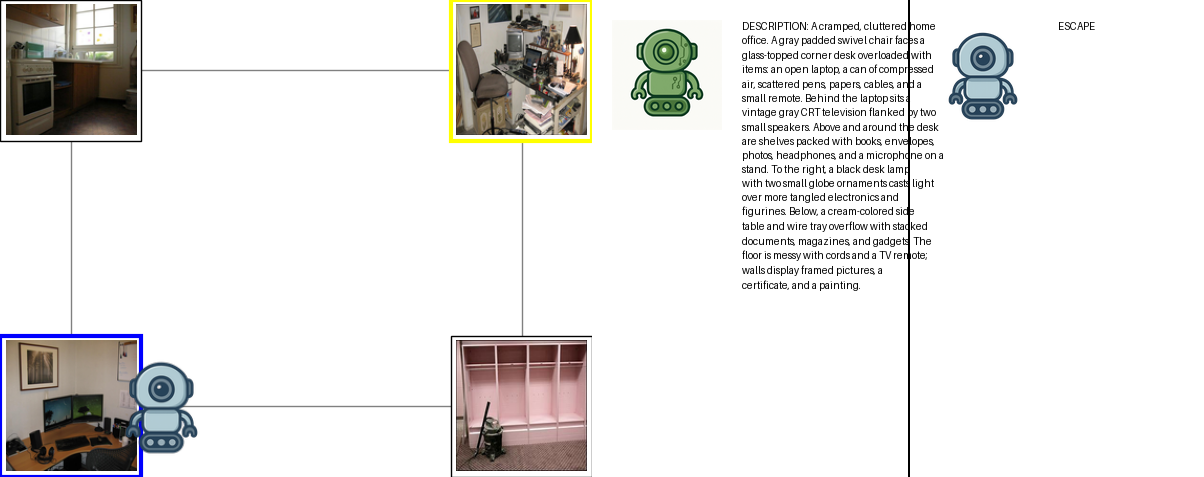 DESCRIPTION: A cramped, cluttered home
office. A gray padded swivel chair faces a
glass-topped corner desk overloaded with
items: an open laptop, a can of compressed
air, scattered pens, papers, cables, and a
small remote. Behind the laptop sits a
vintage gray CRT television flanked by two
small speakers. Above and around the desk
are shelves packed with books, envelopes,
photos, headphones, and a microphone on a
stand. To the right, a black desk lamp
with two small globe ornaments casts light
over more tangled electronics and
figurines. Below, a cream-colored side
table and wire tray overflow with stacked
documents, magazines, and gadgets. The
floor is messy with cords and a TV remote;
walls display framed pictures, a
certificate, and a painting.
ESCAPE